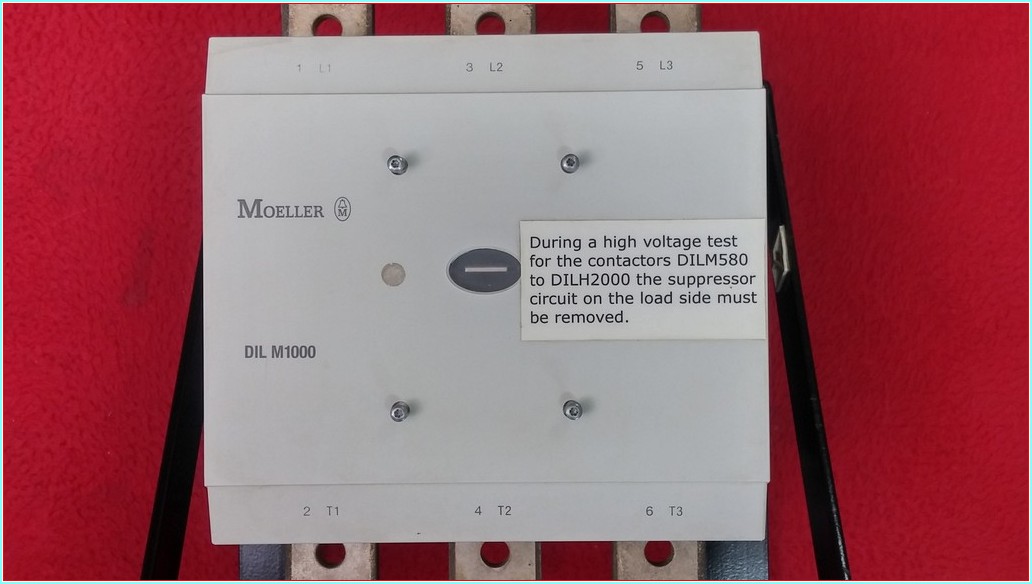 1 L1 3 L2 5 L3
MOELLER M
During a high voltage test
for the contactors DILM580
to DILH2000 the suppressor
circuit on the load side must
be removed.
DIL M1000
2 T1 4 T2 6 T3